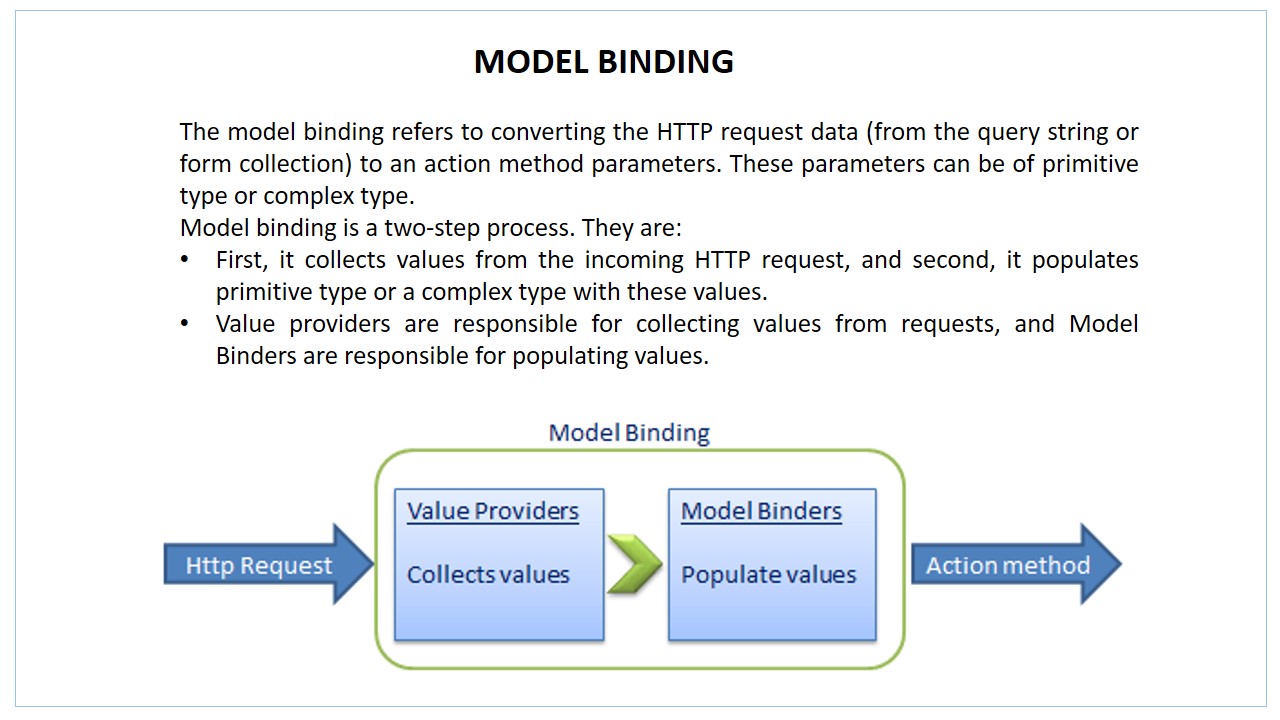 MODEL BINDING
The model binding refers to converting the HTTP request data (from the query string or
form collection) to an action method parameters. These parameters can be of primitive
type or complex type.
Model binding is a two-step process. They are:
• First, it collects values from the incoming HTTP request, and second, it populates
primitive type or a complex type with these values.
• Value providers are responsible for collecting values from requests, and Model
Binders are responsible for populating values.
Model Binding
Http Request
Value Providers
Collects values
Model Binders
Populate values
Action method